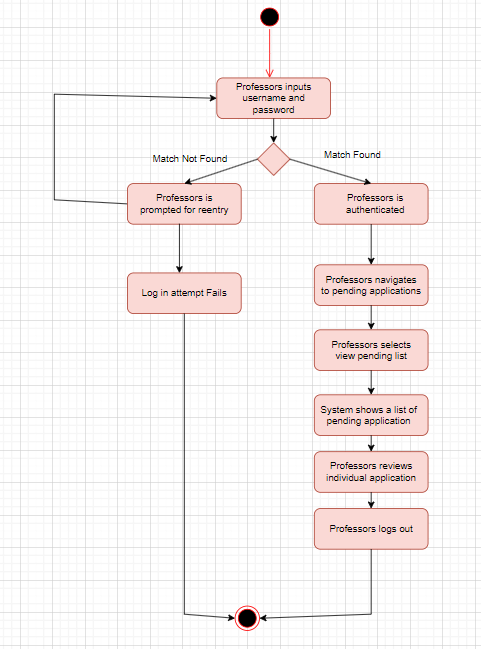 Professors inputs
username and
password
Match Not Found
Match Found
Professors is
prompted for reentry
Professors is
authenticated
Log in attempt Fails
Professors navigates
to pending applications
Professors selects
view pending list
System shows a list of
pending application
Professors reviews
individual application
Professors logs out